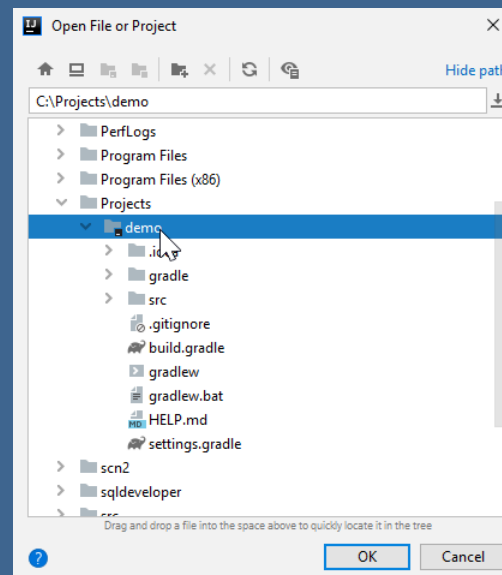 IJ Open File or Project
Hide path
C:\Projects\demo
PerfLogs
Program Files
Program Files (x86)
Projects
demo
gradle
src
.gitignore
build.gradle
gradlew
gradlew.bat
MD HELP.md
settings.gradle
scn2
sqldeveloper
Drag and drop a file into the space above to quickly locate it in the tree
? OK Cancel